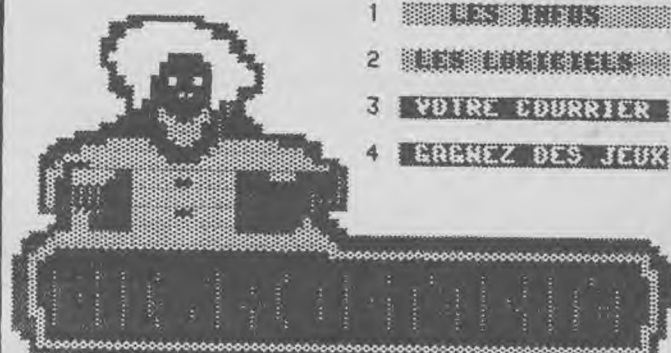 1 LES INFOS
2 LES LOGICIELS
3 VOTRE COURRIER
4 GAGNEZ DES JEUX